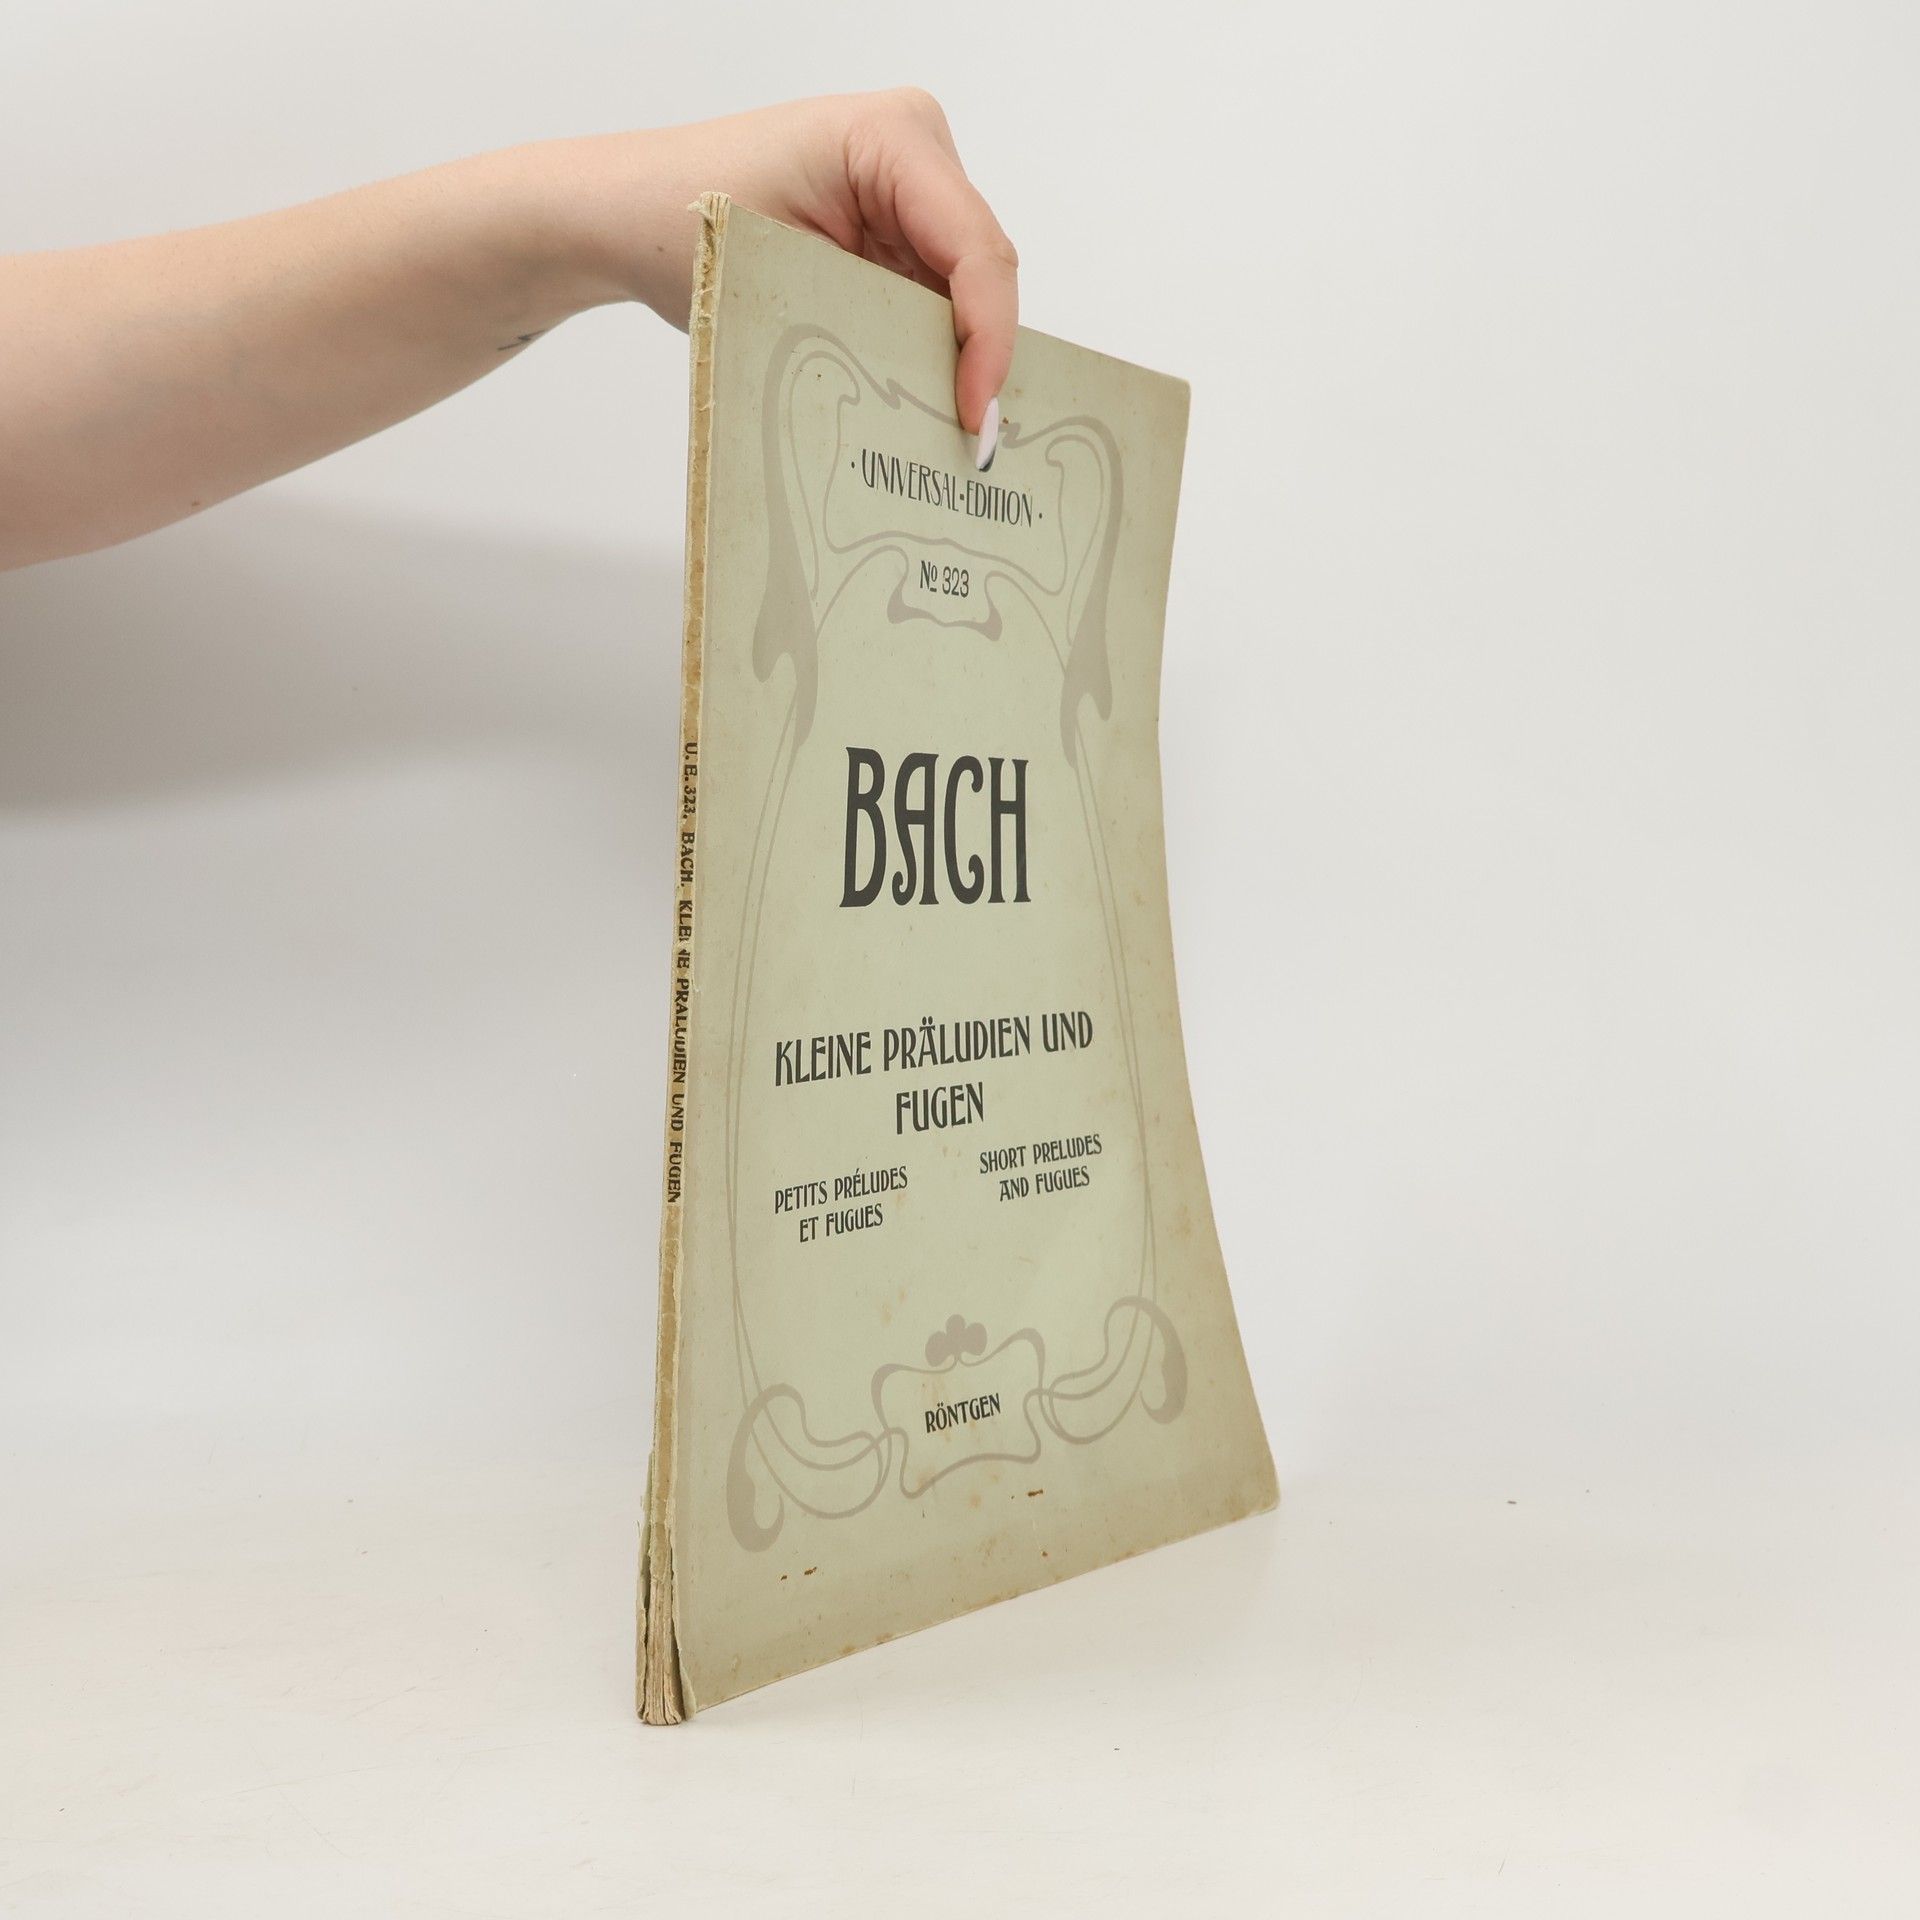 · UNIVERSAL-EDITION ·
Nº 323
BACH
KLEINE PRÄLUDIEN UND
FUGEN
PETITS PRÉLUDES
ET FUGUES
SHORT PRELUDES
AND FUGUES
RÖNTGEN
U. E. 323. BACH. KLEINE PRÄLUDIEN UND FUGEN